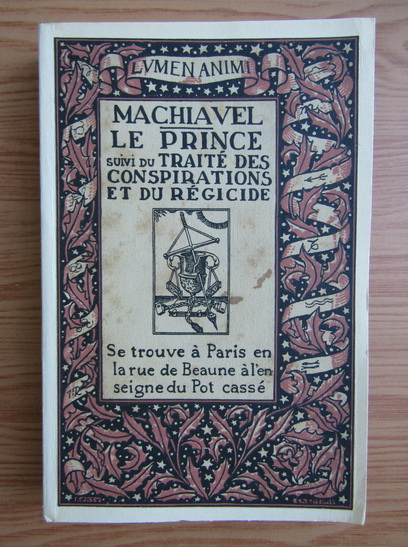 LVMEN ANIMI
MACHIAVEL
LE PRINCE
SUIVI DU TRAITÉ DES
CONSPIRATIONS
ET DU RÉGICIDE
Se trouve à Paris en
la rue de Beaune à l'en
seigne du Pot cassé